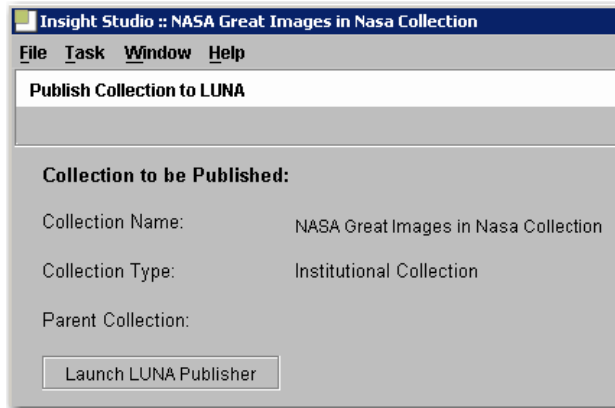 Insight Studio :: NASA Great Images in Nasa Collection
File Task Window Help
Publish Collection to LUNA
Collection to be Published:
Collection Name: NASA Great Images in Nasa Collection
Collection Type: Institutional Collection
Parent Collection:
Launch LUNA Publisher